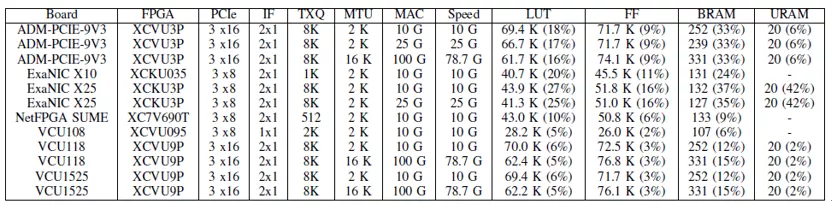 Board FPGA PCIe IF TXQ MTU MAC Speed LUT FF BRAM URAM
ADM-PCIE-9V3 XCVU3P 3 x16 2x1 8K 2 K 10 G 10 G 69.4 K (18%) 71.7 K (9%) 252 (33%) 20 (6%)
ADM-PCIE-9V3 XCVU3P 3 x16 2x1 8K 2 K 25 G 25 G 66.7 K (17%) 71.7 K (9%) 239 (33%) 20 (6%)
ADM-PCIE-9V3 XCVU3P 3 x16 2x1 8K 16 K 100 G 78.7 G 61.7 K (16%) 74.1 K (9%) 331 (33%) 20 (6%)
ExaNIC X10 XCKU035 3 x8 2x1 1K 2 K 10 G 10 G 40.7 K (20%) 45.5 K (11%) 131 (24%) -
ExaNIC X25 XCKU3P 3 x8 2x1 8K 2 K 10 G 10 G 43.9 K (27%) 51.8 K (16%) 132 (37%) 20 (42%)
ExaNIC X25 XCKU3P 3 x8 2x1 8K 2 K 25 G 25 G 41.3 K (25%) 51.0 K (16%) 127 (35%) 20 (42%)
NetFPGA SUME XC7V690T 3 x8 2x1 512 2 K 10 G 10 G 43.0 K (10%) 50.8 K (6%) 133 (9%) -
VCU108 XCVU095 3 x8 1x1 2K 2 K 10 G 10 G 28.2 K (5%) 26.0 K (2%) 107 (6%) -
VCU118 XCVU9P 3 x16 2x1 8K 2 K 10 G 10 G 70.0 K (6%) 72.5 K (3%) 252 (12%) 20 (2%)
VCU118 XCVU9P 3 x16 2x1 8K 16 K 100 G 78.7 G 62.4 K (5%) 76.8 K (3%) 331 (15%) 20 (2%)
VCU1525 XCVU9P 3 x16 2x1 8K 2 K 10 G 10 G 69.4 K (6%) 71.7 K (3%) 252 (12%) 20 (2%)
VCU1525 XCVU9P 3 x16 2x1 8K 16 K 100 G 78.7 G 62.2 K (5%) 76.1 K (3%) 331 (15%) 20 (2%)